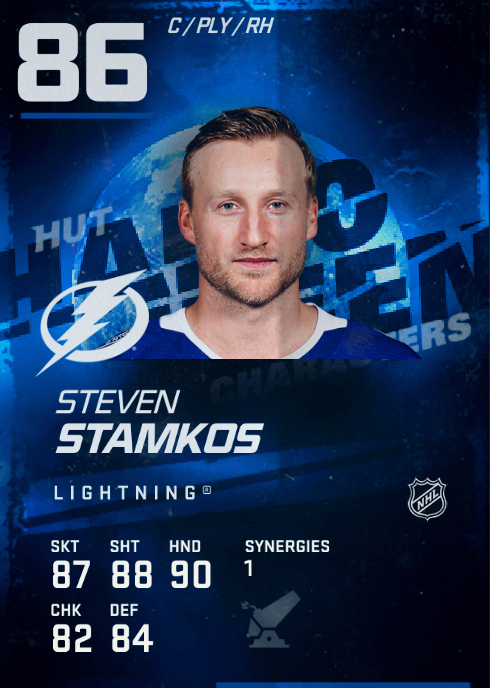 86
C / PLY / RH
HUT
CHARACTERS
STEVEN
STAMKOS
LIGHTNING®
NHL
SKT SHT HND SYNERGIES
87 88 90 1
CHK DEF
82 84